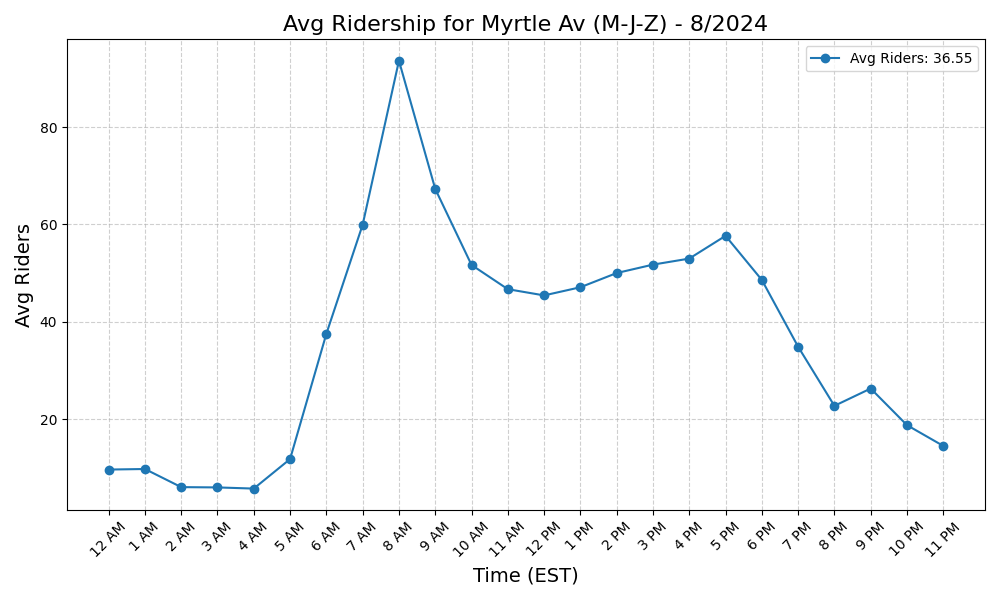 Avg Ridership for Myrtle Av (M-J-Z) - 8/2024
Avg Riders: 36.55
Avg Riders
80
60
40
20
12 AM 1 AM 2 AM 3 AM 4 AM 5 AM 6 AM 7 AM 8 AM 9 AM 10 AM 11 AM 12 PM 1 PM 2 PM 3 PM 4 PM 5 PM 6 PM 7 PM 8 PM 9 PM 10 PM 11 PM
Time (EST)